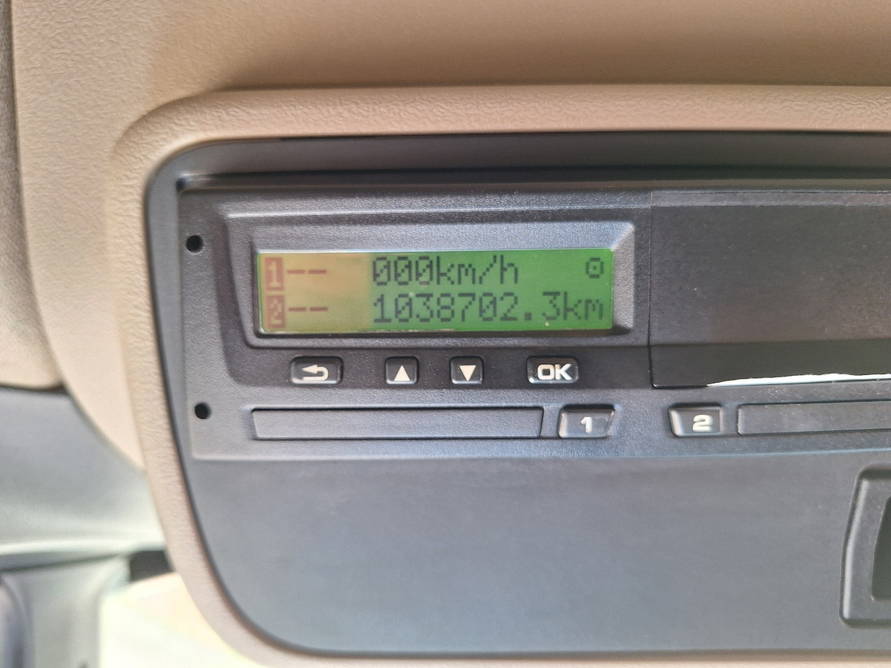 1-- 000km/h ⊙
2-- 1038702.3km
OK
1 2